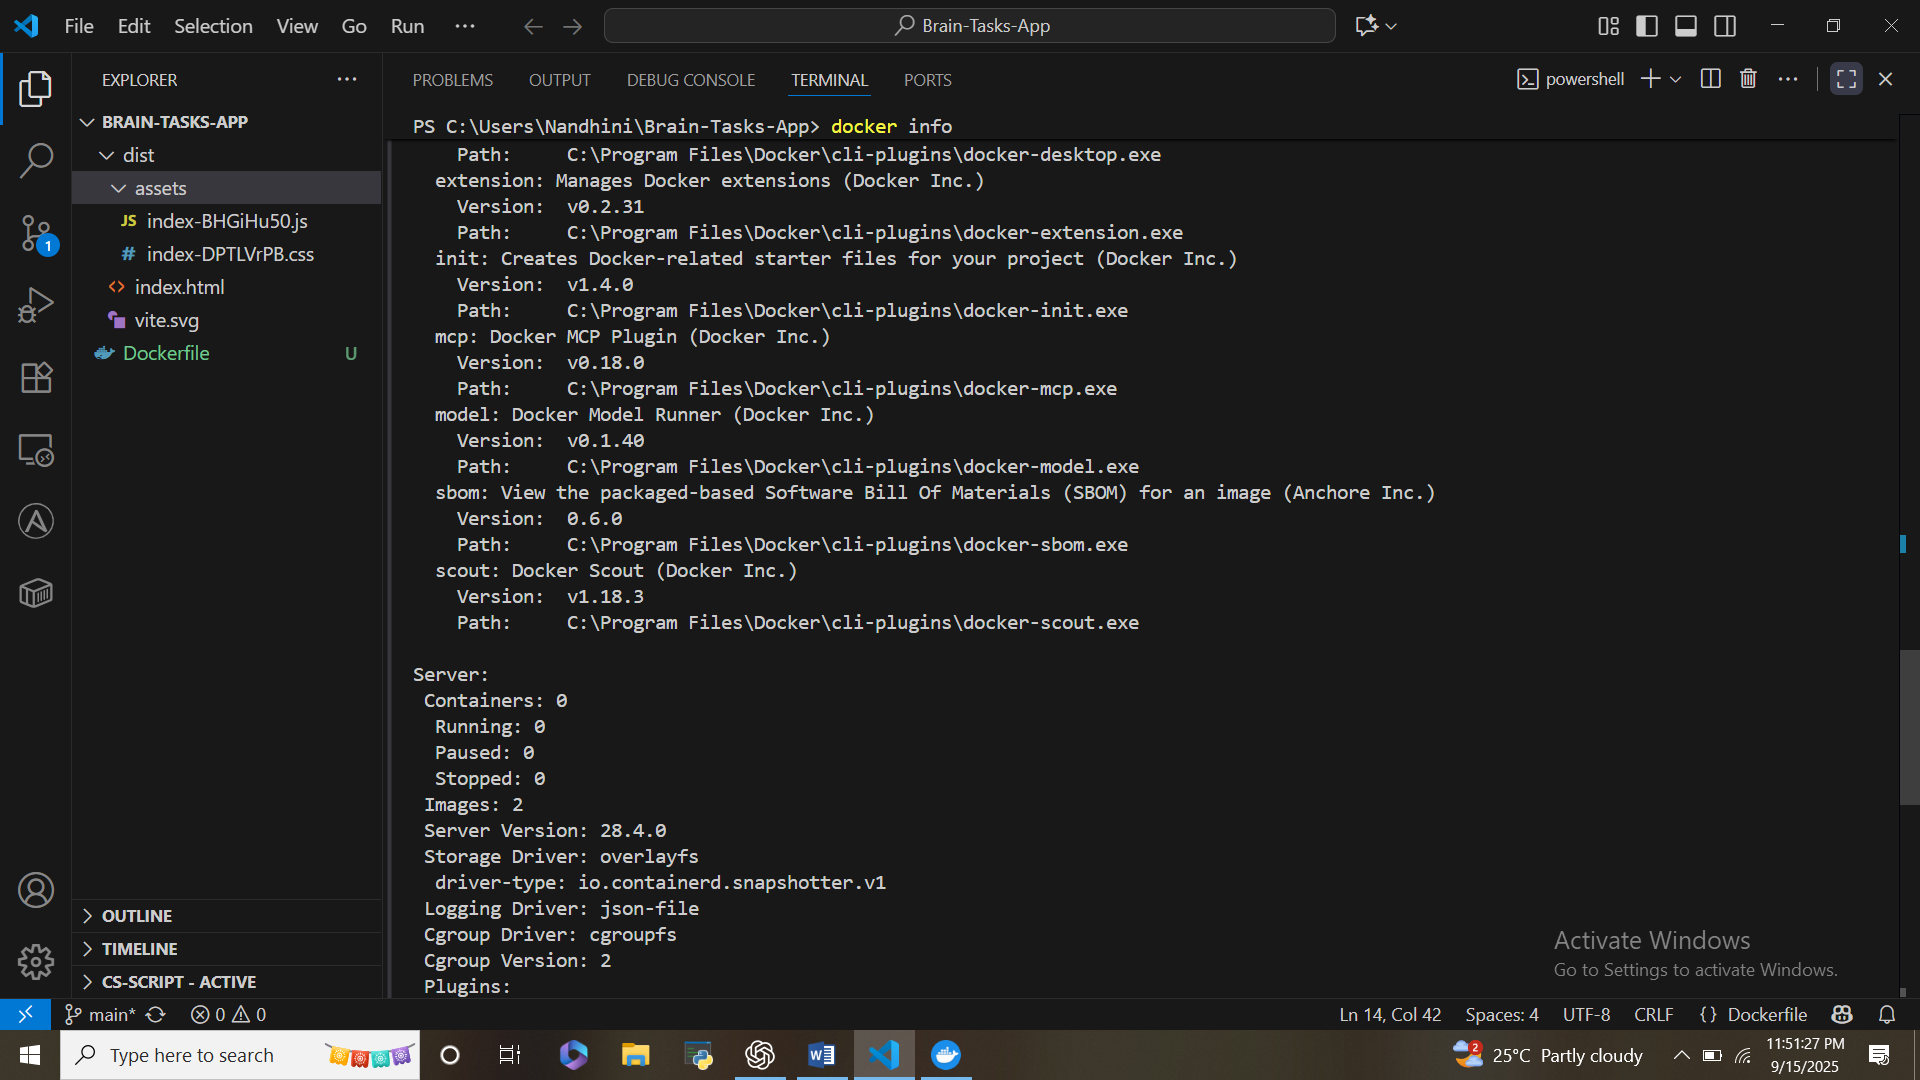 File Edit Selection View Go Run ···
Brain-Tasks-App
EXPLORER
BRAIN-TASKS-APP
dist
assets
JS index-BHGiHu50.js
# index-DPTLVrPB.css
<> index.html
vite.svg
Dockerfile U
1
OUTLINE
TIMELINE
CS-SCRIPT - ACTIVE
PROBLEMS OUTPUT DEBUG CONSOLE TERMINAL PORTS
powershell
PS C:\Users\Nandhini\Brain-Tasks-App> docker info
Path: C:\Program Files\Docker\cli-plugins\docker-desktop.exe
extension: Manages Docker extensions (Docker Inc.)
Version: v0.2.31
Path: C:\Program Files\Docker\cli-plugins\docker-extension.exe
init: Creates Docker-related starter files for your project (Docker Inc.)
Version: v1.4.0
Path: C:\Program Files\Docker\cli-plugins\docker-init.exe
mcp: Docker MCP Plugin (Docker Inc.)
Version: v0.18.0
Path: C:\Program Files\Docker\cli-plugins\docker-mcp.exe
model: Docker Model Runner (Docker Inc.)
Version: v0.1.40
Path: C:\Program Files\Docker\cli-plugins\docker-model.exe
sbom: View the packaged-based Software Bill Of Materials (SBOM) for an image (Anchore Inc.)
Version: 0.6.0
Path: C:\Program Files\Docker\cli-plugins\docker-sbom.exe
scout: Docker Scout (Docker Inc.)
Version: v1.18.3
Path: C:\Program Files\Docker\cli-plugins\docker-scout.exe
Server:
Containers: 0
Running: 0
Paused: 0
Stopped: 0
Images: 2
Server Version: 28.4.0
Storage Driver: overlayfs
driver-type: io.containerd.snapshotter.v1
Logging Driver: json-file
Cgroup Driver: cgroupfs
Cgroup Version: 2
Plugins:
Activate Windows
Go to Settings to activate Windows.
main* 0 0
Ln 14, Col 42 Spaces: 4 UTF-8 CRLF {} Dockerfile
Type here to search
2
25°C Partly cloudy
11:51:27 PM
9/15/2025